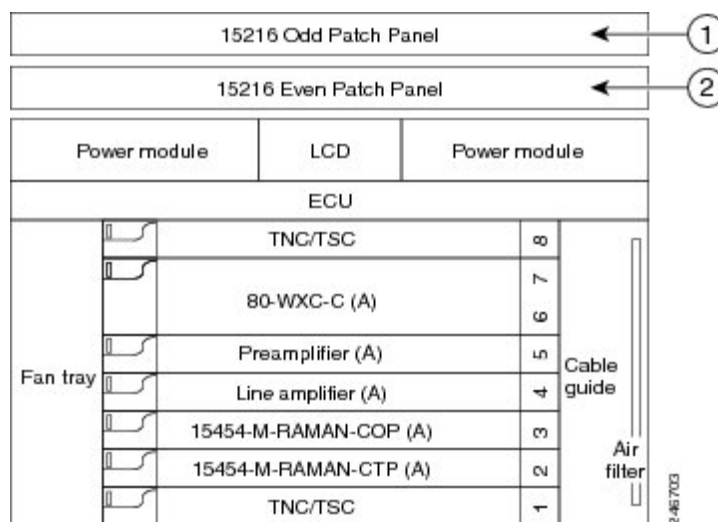 15216 Odd Patch Panel
1
15216 Even Patch Panel
2
Power module
LCD
Power module
ECU
TNC/TSC
8
80-WXC-C (A)
7
6
Preamplifier (A)
5
Fan tray
Line amplifier (A)
4
Cable
guide
15454-M-RAMAN-COP (A)
3
15454-M-RAMAN-CTP (A)
2
Air
filter
TNC/TSC
1
246703